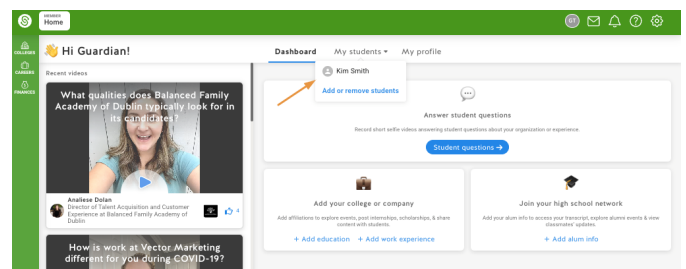 MEMBER
Home
GT
COLLEGES
CAREERS
FINANCES
👋 Hi Guardian!
Dashboard My students ▾ My profile
Recent videos
Kim Smith
Add or remove students
What qualities does Balanced Family
Academy of Dublin typically look for in
its candidates?
Analiese Dolan
Director of Talent Acquisition and Customer
Experience at Balanced Family Academy of
Dublin
4
How is work at Vector Marketing
different for you during COVID-19?
Answer student questions
Record short selfie videos answering student questions about your organization or experience.
Student questions →
Add your college or company
Add affiliations to explore events, post internships, scholarships, & share
content with students.
+ Add education + Add work experience
Join your high school network
Add your alum info to access your transcript, explore alumni events & view
classmates' updates.
+ Add alum info